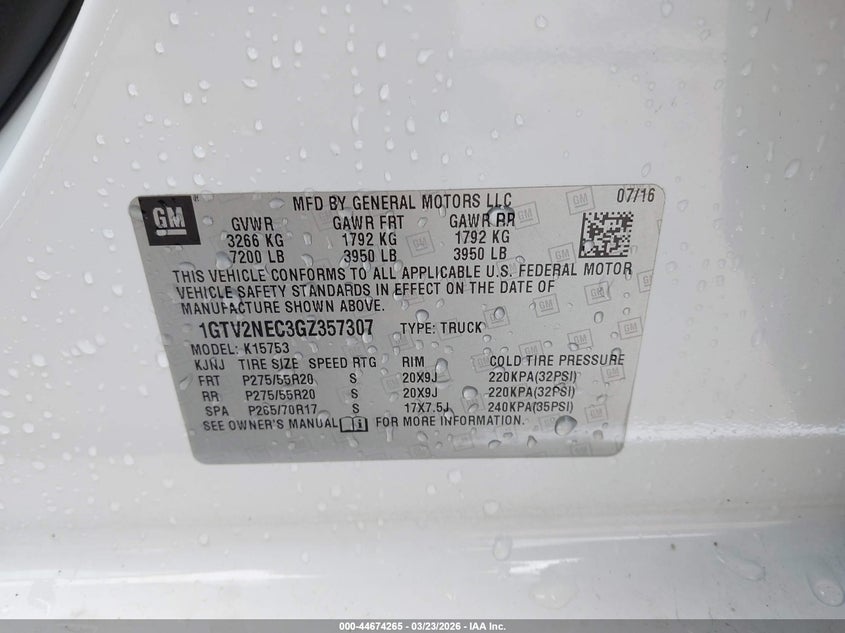 GM
MFD BY GENERAL MOTORS LLC 07/16
GVWR GAWR FRT GAWR RR
3266 KG 1792 KG 1792 KG
7200 LB 3950 LB 3950 LB
THIS VEHICLE CONFORMS TO ALL APPLICABLE U.S. FEDERAL MOTOR
VEHICLE SAFETY STANDARDS IN EFFECT ON THE DATE OF
MANUFACTURE SHOWN ABOVE.
1GTV2NEC3GZ357307 TYPE: TRUCK
MODEL: K15753
KJNJ TIRE SIZE SPEED RTG RIM COLD TIRE PRESSURE
FRT P275/55R20 S 20X9J 220KPA(32PSI)
RR P275/55R20 S 20X9J 220KPA(32PSI)
SPA P265/70R17 S 17X7.5J 240KPA(35PSI)
SEE OWNER'S MANUAL FOR MORE INFORMATION.
000-44674265 - 03/23/2026 - IAA Inc.